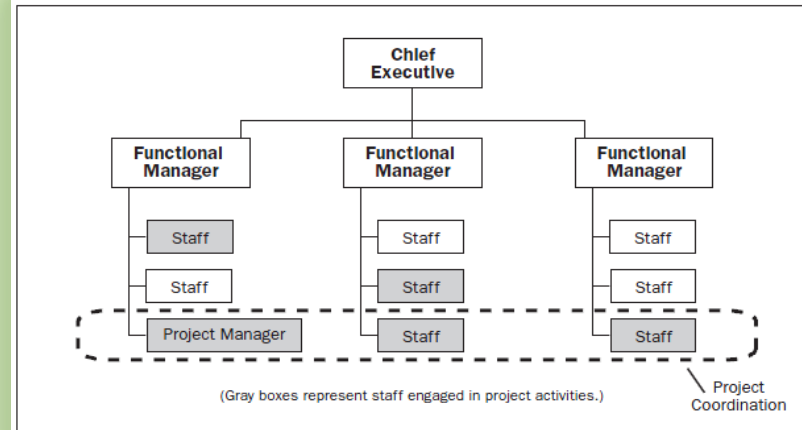 Chief
Executive
Functional
Manager
Functional
Manager
Functional
Manager
Staff
Staff
Staff
Staff
Staff
Staff
Project Manager
Staff
Staff
(Gray boxes represent staff engaged in project activities.)
Project
Coordination